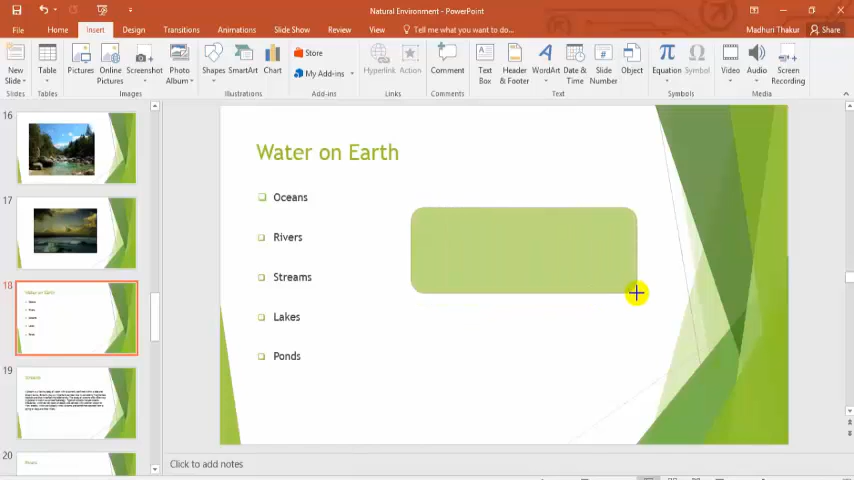 Natural Environment - PowerPoint
File Home Insert Design Transitions Animations Slide Show Review View Tell me what you want to do... Madhuri Thakur Share
New Slide Table Pictures Online Pictures Screenshot Photo Album Shapes SmartArt Chart Store My Add-ins Hyperlink Action Comment Text Box Header & Footer WordArt Date & Time Slide Number Object Equation Symbol Video Audio Screen Recording
Slides Tables Images Illustrations Add-ins Links Comments Text Symbols Media
16
17
18
19
20
Water on Earth
Oceans
Rivers
Streams
Lakes
Ponds
Click to add notes